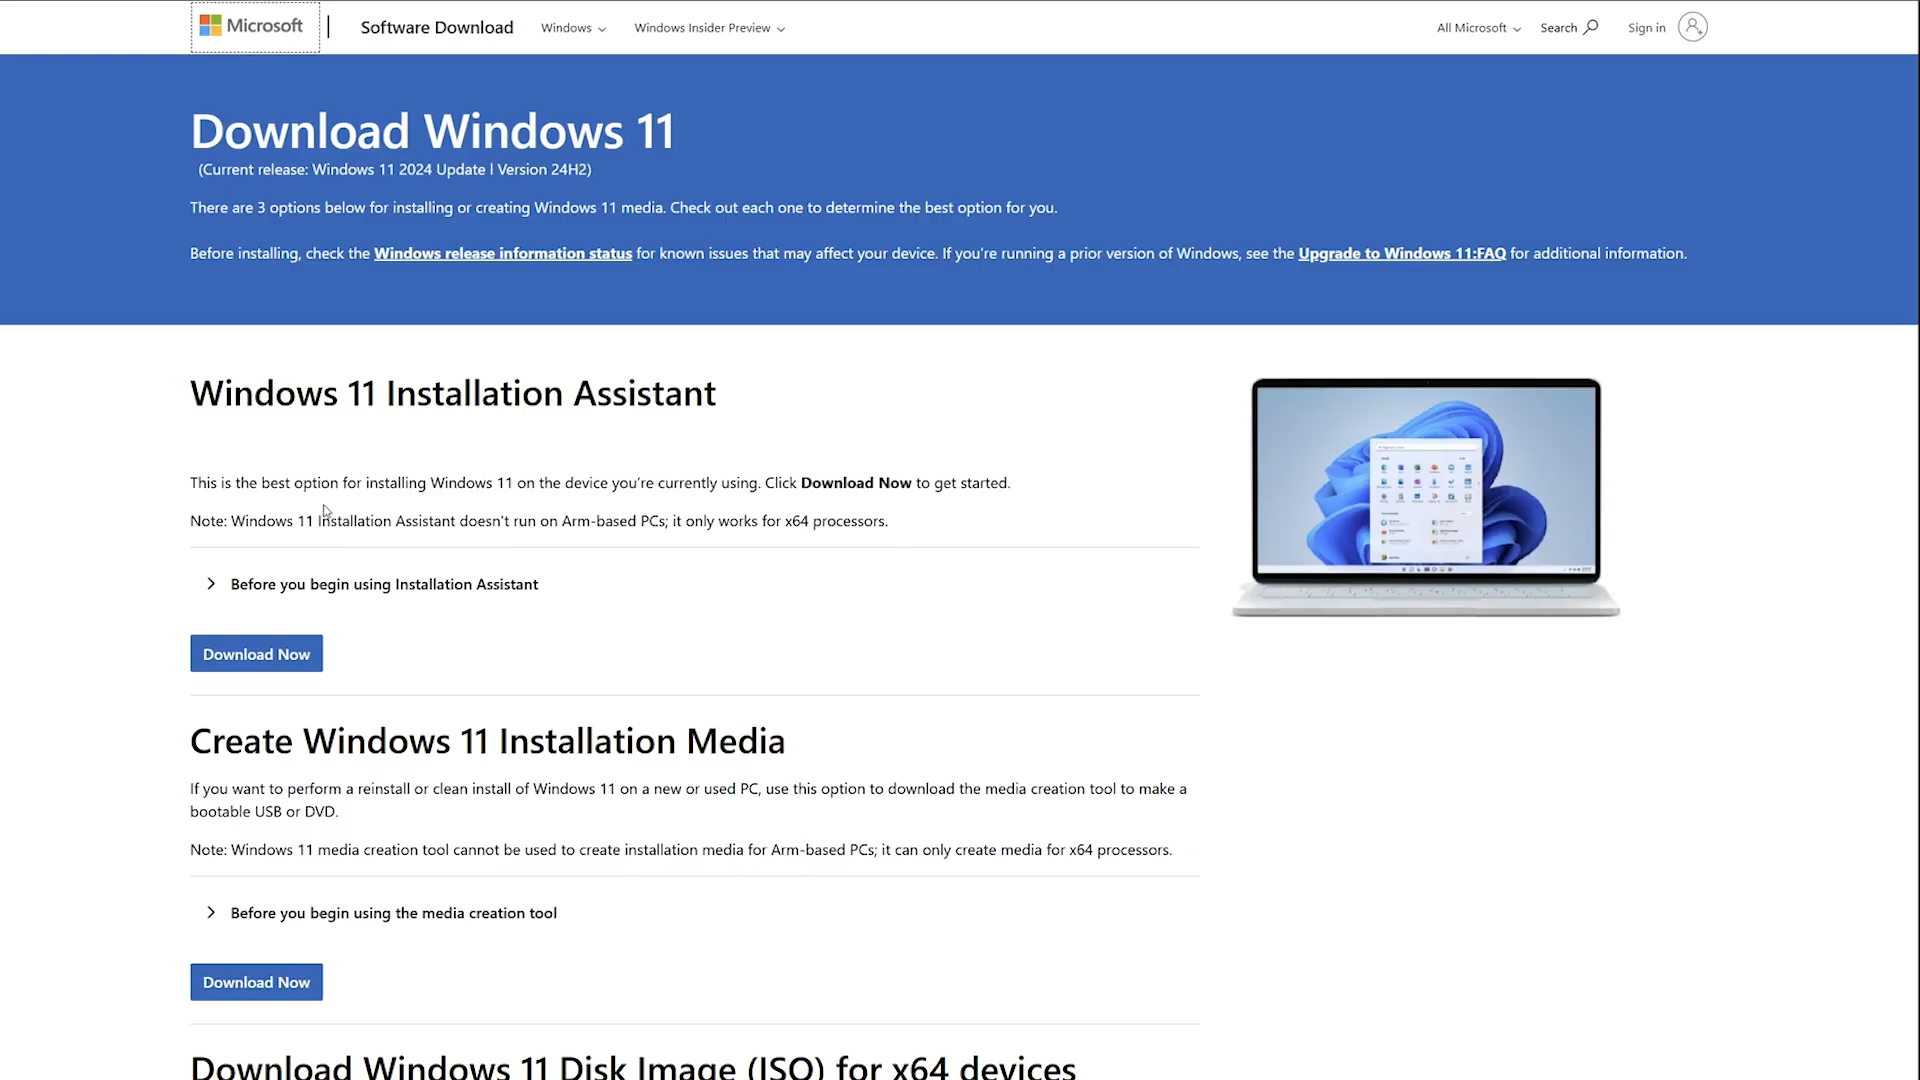 Microsoft
Software Download
Windows
Windows Insider Preview
All Microsoft
Search
Sign in
Download Windows 11
(Current release: Windows 11 2024 Update l Version 24H2)
There are 3 options below for installing or creating Windows 11 media. Check out each one to determine the best option for you.
Before installing, check the Windows release information status for known issues that may affect your device. If you're running a prior version of Windows, see the Upgrade to Windows 11:FAQ for additional information.
Windows 11 Installation Assistant
This is the best option for installing Windows 11 on the device you’re currently using. Click Download Now to get started.
Note: Windows 11 Installation Assistant doesn't run on Arm-based PCs; it only works for x64 processors.
Before you begin using Installation Assistant
Download Now
Create Windows 11 Installation Media
If you want to perform a reinstall or clean install of Windows 11 on a new or used PC, use this option to download the media creation tool to make a
bootable USB or DVD.
Note: Windows 11 media creation tool cannot be used to create installation media for Arm-based PCs; it can only create media for x64 processors.
Before you begin using the media creation tool
Download Now
Download Windows 11 Disk Image (ISO) for x64 devices